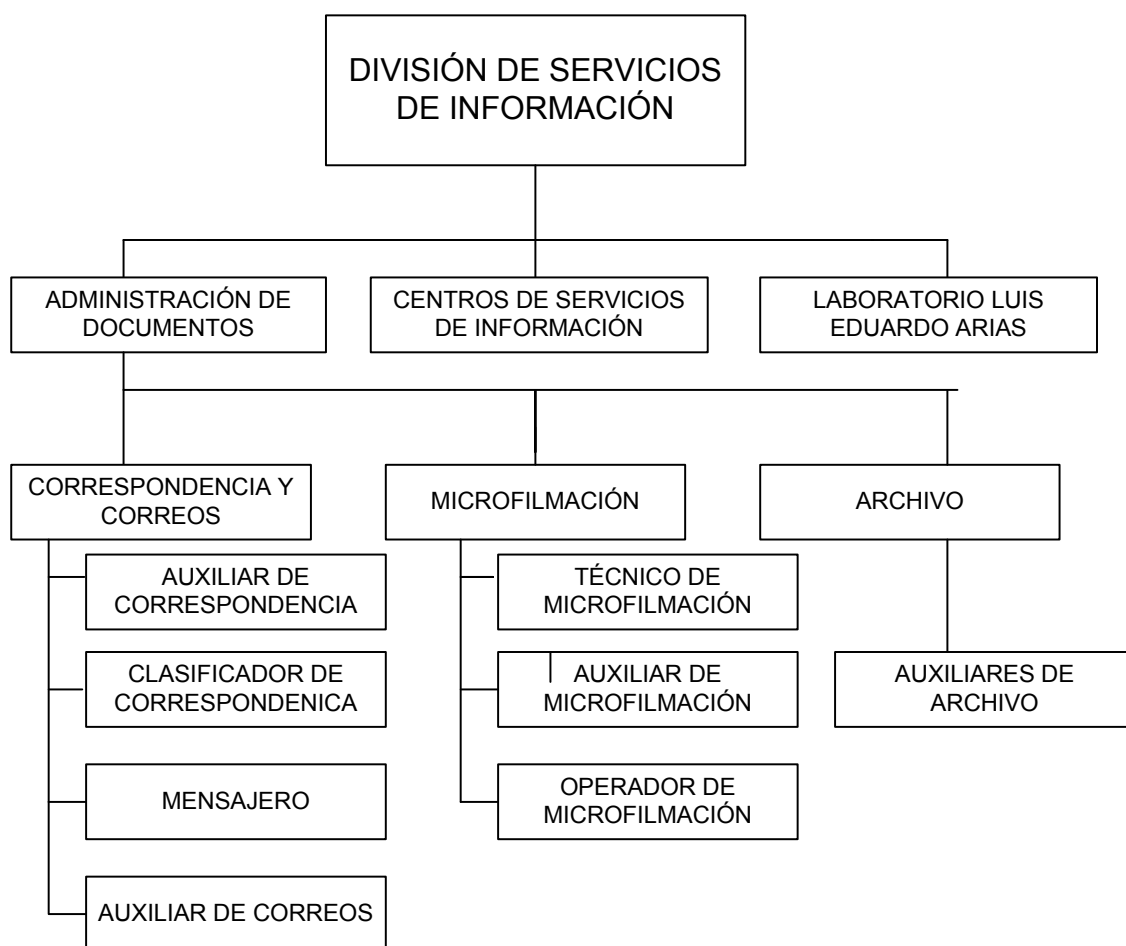 DIVISIÓN DE SERVICIOS
DE INFORMACIÓN
ADMINISTRACIÓN DE
DOCUMENTOS
CENTROS DE SERVICIOS
DE INFORMACIÓN
LABORATORIO LUIS
EDUARDO ARIAS
CORRESPONDENCIA Y
CORREOS
MICROFILMACIÓN
ARCHIVO
AUXILIAR DE
CORRESPONDENCIA
CLASIFICADOR DE
CORRESPONDENICA
MENSAJERO
AUXILIAR DE CORREOS
TÉCNICO DE
MICROFILMACIÓN
AUXILIAR DE
MICROFILMACIÓN
OPERADOR DE
MICROFILMACIÓN
AUXILIARES DE
ARCHIVO